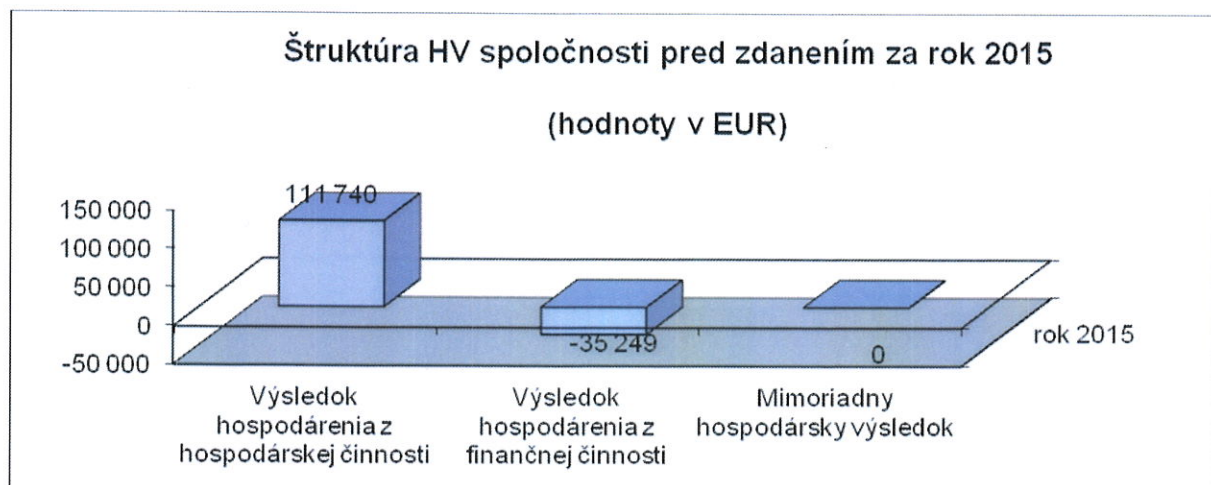 Štruktúra HV spoločnosti pred zdanením za rok 2015
(hodnoty v EUR)
150 000
100 000
50 000
0
-50 000
111 740
-35 249
0
rok 2015
Výsledok
hospodárenia z
hospodárskej činnosti
Výsledok
hospodárenia z
finančnej činnosti
Mimoriadny
hospodársky výsledok